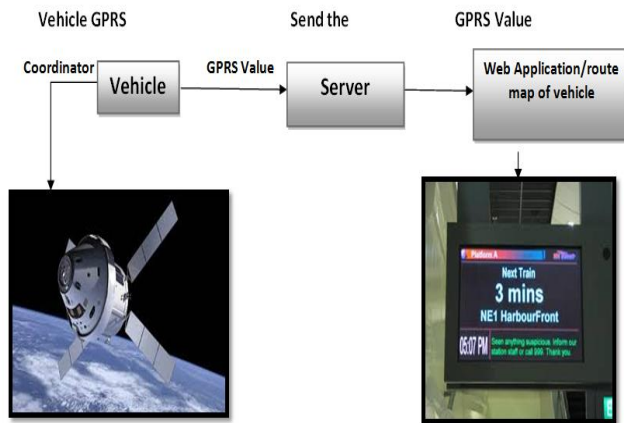 Vehicle GPRS
Send the
GPRS Value
Coordinator
Vehicle
GPRS Value
Server
Web Application/route
map of vehicle
Platform A
Next Train
3 mins
NE1 HarbourFront
05:07 PM
Seen anything suspicious. Inform our
station staff or call 999. Thank you.